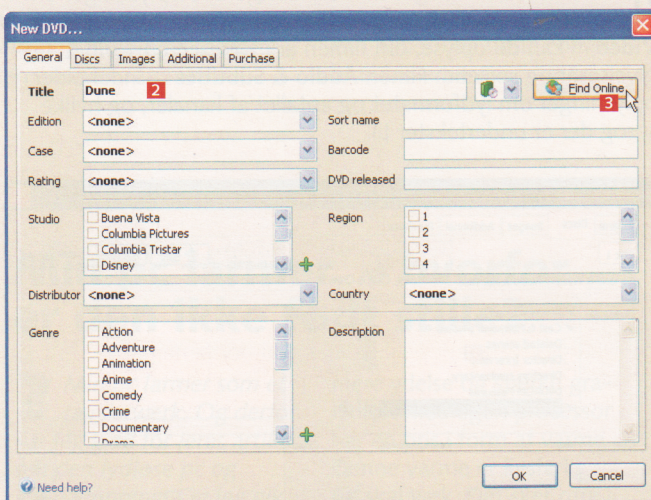 New DVD...
General Discs Images Additional Purchase
Title Dune 2 Find Online 3
Edition <none> Sort name
Case <none> Barcode
Rating <none> DVD released
Studio Buena Vista Region 1
Columbia Pictures 2
Columbia Tristar 3
Disney 4
Distributor <none> Country <none>
Genre Action Description
Adventure
Animation
Anime
Comedy
Crime
Documentary
Drama
Need help? OK Cancel